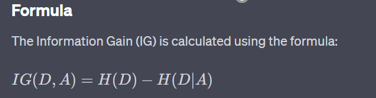 Formula
The Information Gain (IG) is calculated using the formula:
IG(D, A) = H(D) − H(D|A)